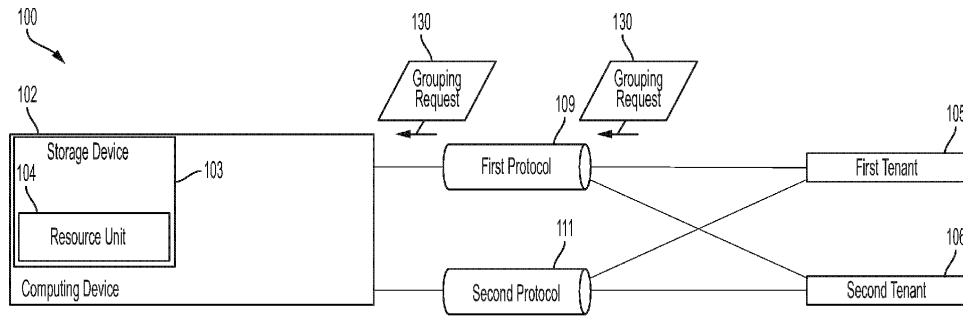 100
130
130
Grouping
Request
Grouping
Request
102
109
105
Storage Device
103
First Protocol
First Tenant
104
Resource Unit
111
106
Computing Device
Second Protocol
Second Tenant